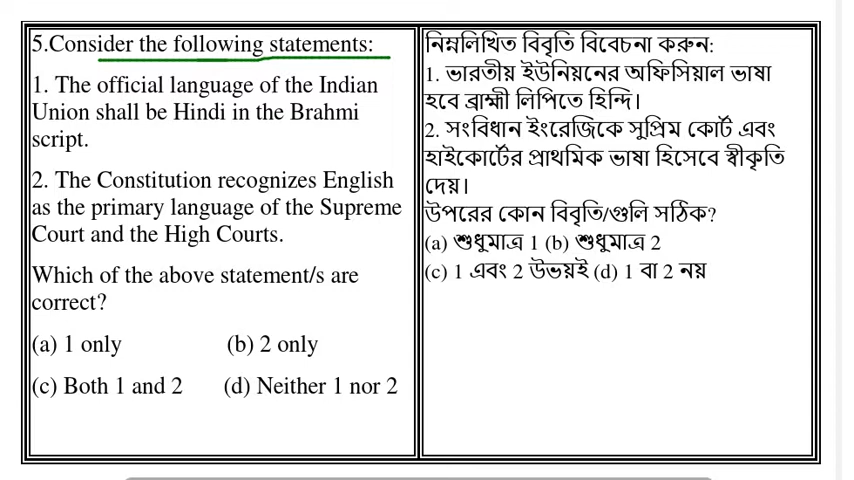 5.Consider the following statements:
1. The official language of the Indian
Union shall be Hindi in the Brahmi
script.
2. The Constitution recognizes English
as the primary language of the Supreme
Court and the High Courts.
Which of the above statement/s are
correct?
(a) 1 only (b) 2 only
(c) Both 1 and 2 (d) Neither 1 nor 2
নিম্নলিখিত বিবৃতি বিবেচনা করুন:
1. ভারতীয় ইউনিয়নের অফিসিয়াল ভাষা
হবে ব্রাহ্মী লিপিতে হিন্দি।
2. সংবিধান ইংরেজিকে সুপ্রিম কোর্ট এবং
হাইকোর্টের প্রাথমিক ভাষা হিসেবে স্বীকৃতি
দেয়।
উপরের কোন বিবৃতি/গুলি সঠিক?
(a) শুধুমাত্র 1 (b) শুধুমাত্র 2
(c) 1 এবং 2 উভয়ই (d) 1 বা 2 নয়